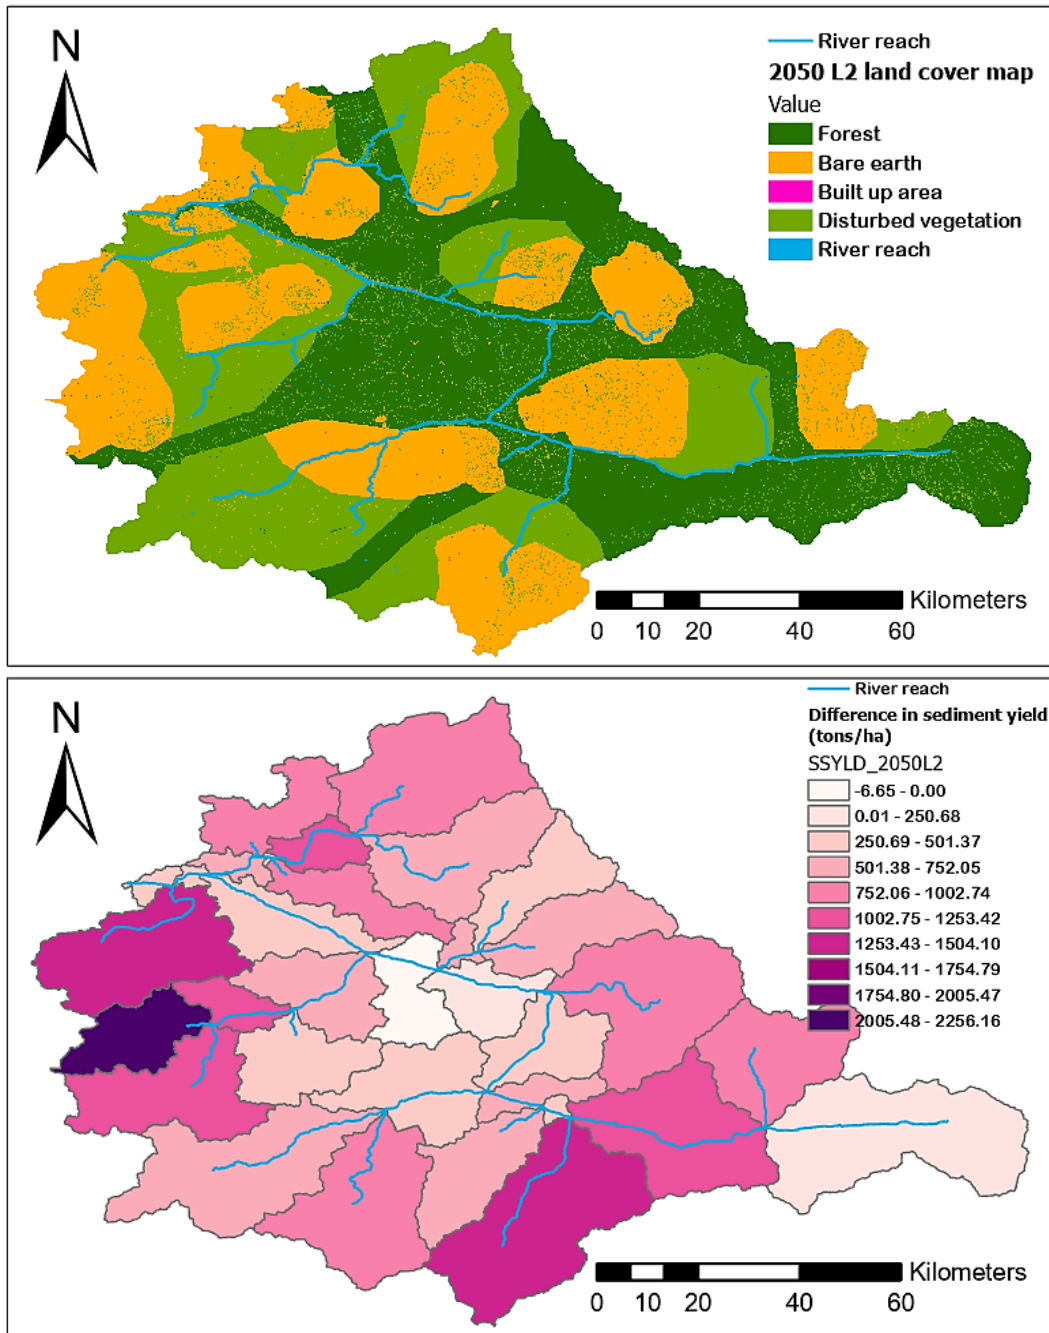 N
River reach
2050 L2 land cover map
Value
Forest
Bare earth
Built up area
Disturbed vegetation
River reach
Kilometers
0 10 20 40 60
N
River reach
Difference in sediment yield
(tons/ha)
SSYLD_2050L2
-6.65 - 0.00
0.01 - 250.68
250.69 - 501.37
501.38 - 752.05
752.06 - 1002.74
1002.75 - 1253.42
1253.43 - 1504.10
1504.11 - 1754.79
1754.80 - 2005.47
2005.48 - 2256.16
Kilometers
0 10 20 40 60